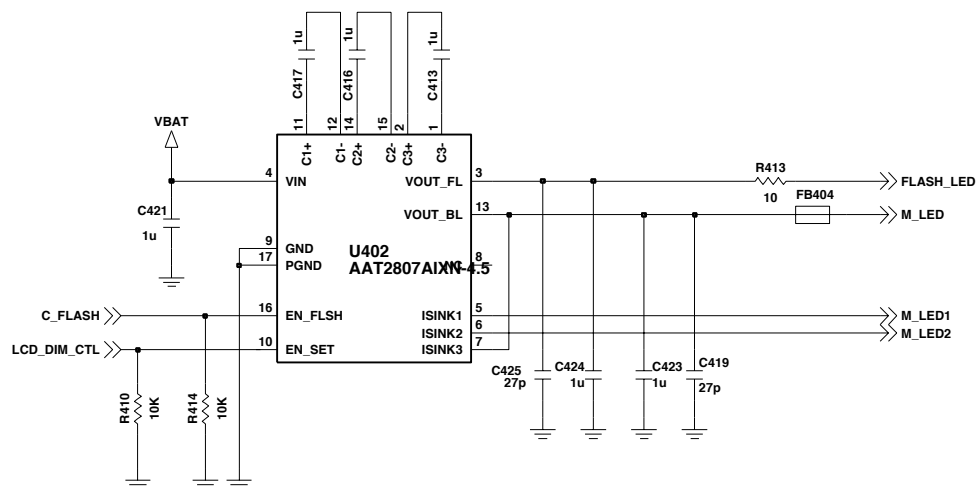 1u
1u
1u
C417
C416
C413
11
12
14
15
2
1
VBAT
C1+
C1-
C2+
C2-
C3+
C3-
4
VIN
VOUT_FL
3
R413
10
FLASH_LED
FB404
C421
1u
VOUT_BL
13
M_LED
9
GND
17
PGND
U402
AAT2807AIXN-4.5
NC
8
C_FLASH
16
EN_FLSH
ISINK1
5
M_LED1
ISINK2
6
M_LED2
LCD_DIM_CTL
10
EN_SET
ISINK3
7
C425
27p
C424
1u
C423
1u
C419
27p
R410
10K
R414
10K